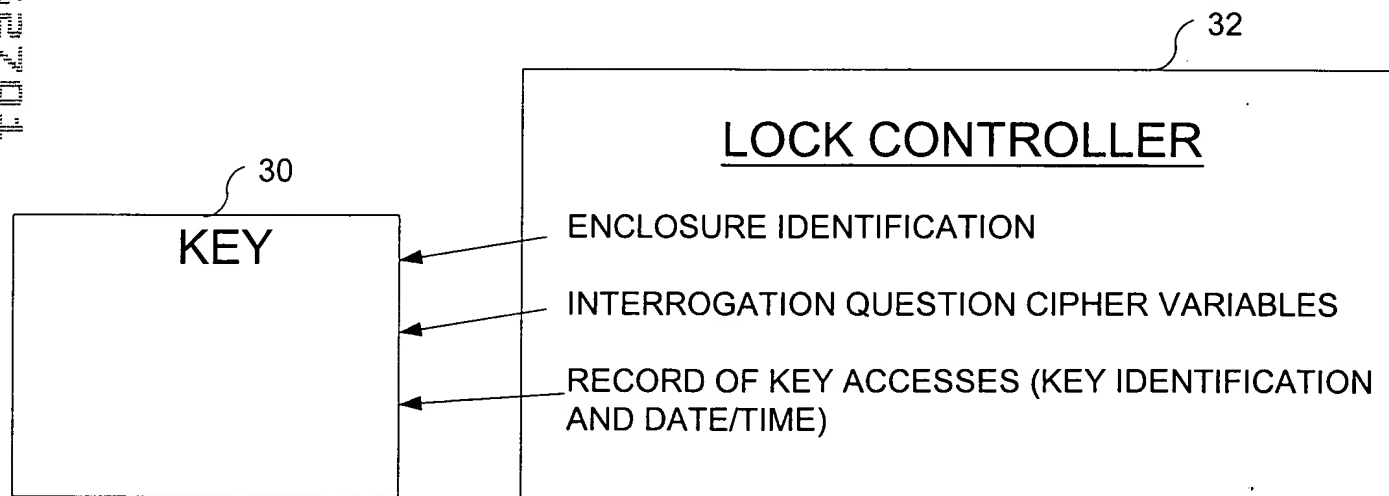 32
LOCK CONTROLLER
30
KEY
ENCLOSURE IDENTIFICATION
INTERROGATION QUESTION CIPHER VARIABLES
RECORD OF KEY ACCESSES (KEY IDENTIFICATION
AND DATE/TIME)